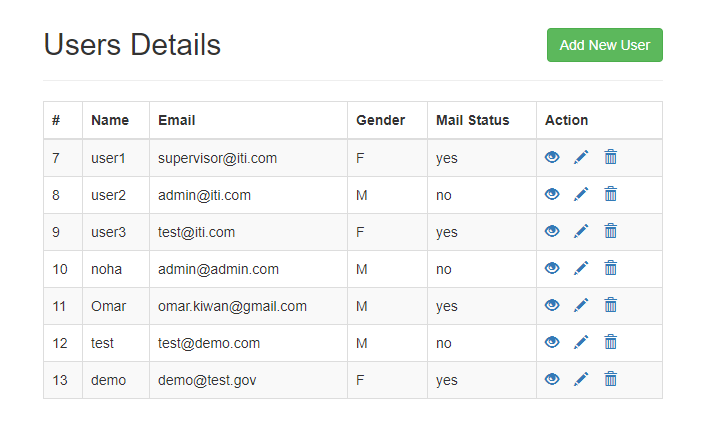 Users Details
Add New User
# Name Email Gender Mail Status Action
7 user1 supervisor@iti.com F yes
8 user2 admin@iti.com M no
9 user3 test@iti.com F yes
10 noha admin@admin.com M no
11 Omar omar.kiwan@gmail.com M yes
12 test test@demo.com M no
13 demo demo@test.gov F yes